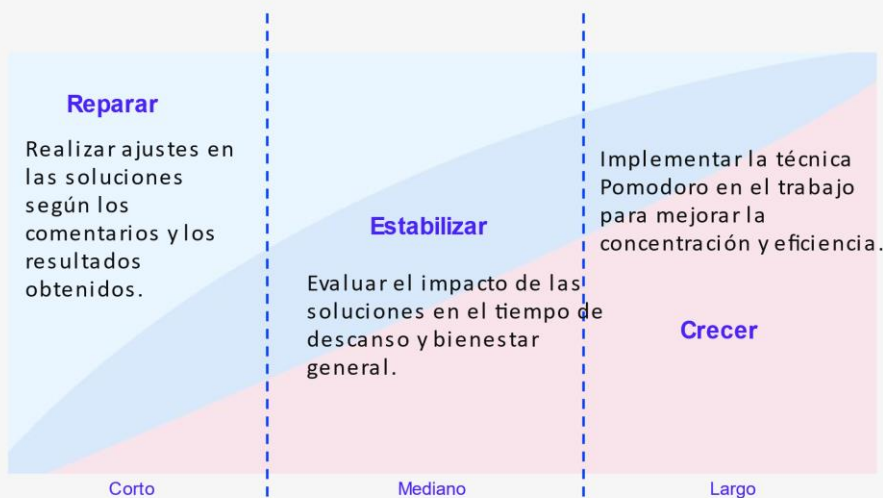 Reparar
Realizar ajustes en
las soluciones
según los
comentarios y los
resultados
obtenidos.
Estabilizar
Evaluar el impacto de las
soluciones en el tiempo de
descanso y bienestar
general.
Implementar la técnica
Pomodoro en el trabajo
para mejorar la
concentración y eficiencia.
Crecer
Corto
Mediano
Largo